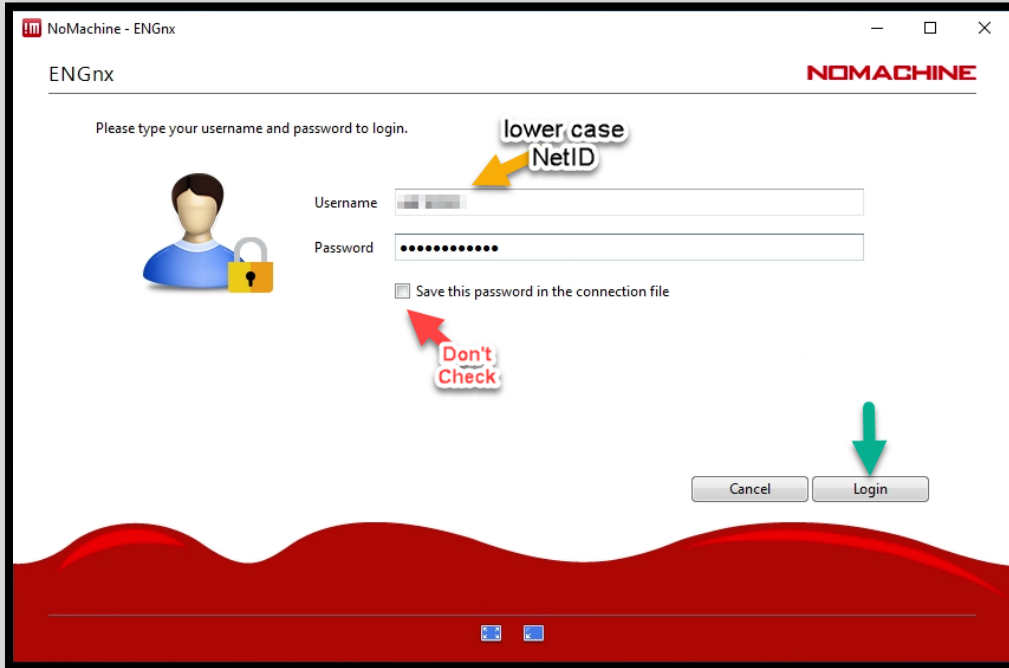 NoMachine - ENGnx
ENGnx
NOMACHINE
Please type your username and password to login.
lower case
NetID
Username
Password
Save this password in the connection file
Don't
Check
Cancel
Login